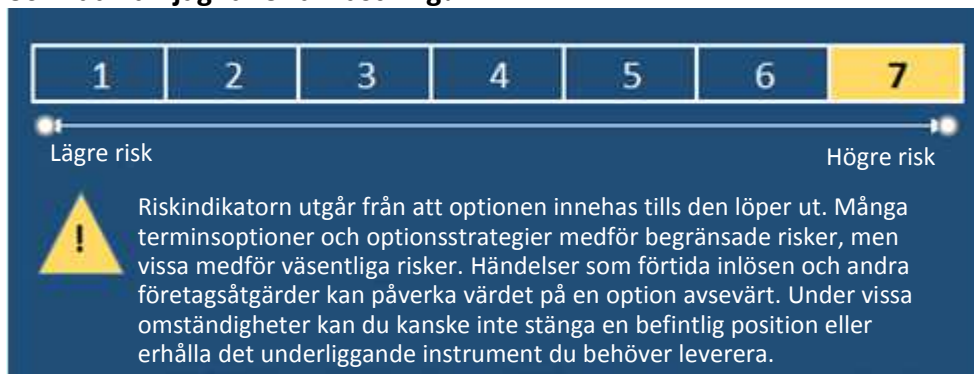 1 2 3 4 5 6 7
Lägre risk Högre risk
Riskindikatorn utgår från att optionen innehas tills den löper ut. Många
! terminsoptioner och optionsstrategier medför begränsade risker, men
vissa medför väsentliga risker. Händelser som förtida inlösen och andra
företagsåtgärder kan påverka värdet på en option avsevärt. Under vissa
omständigheter kan du kanske inte stänga en befintlig position eller
erhålla det underliggande instrument du behöver leverera.